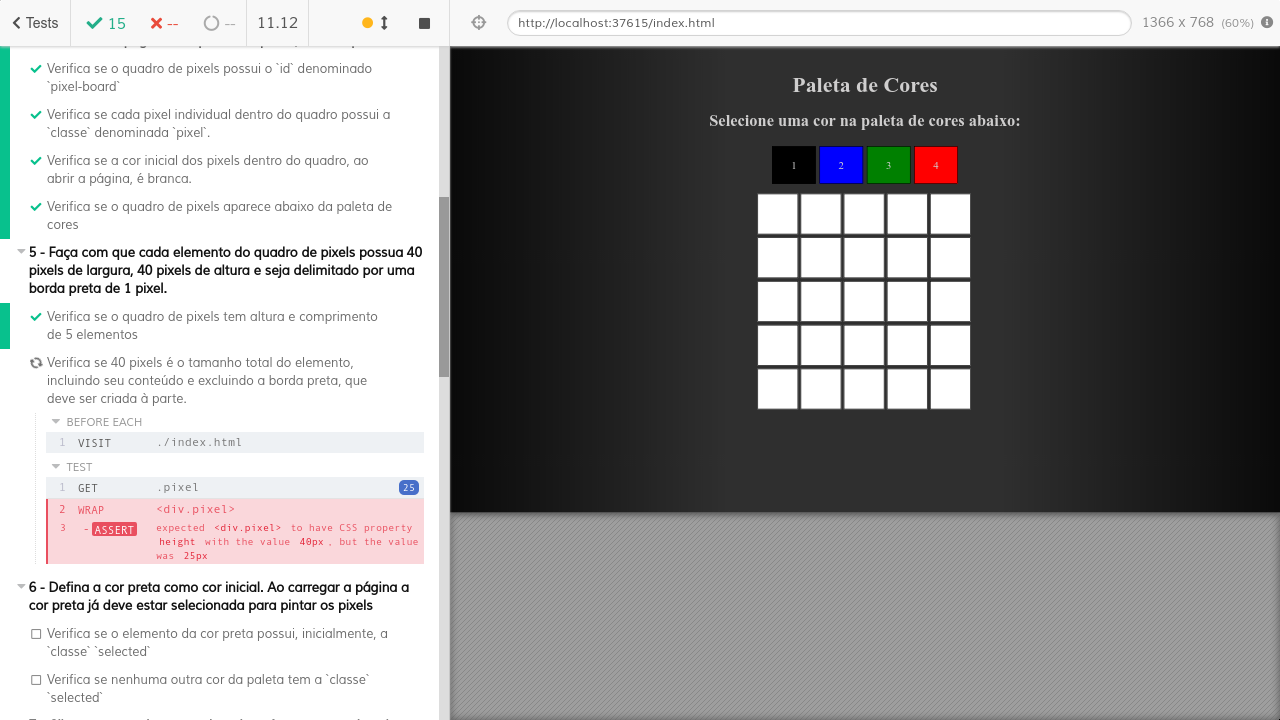 Tests
15
--
--
11.12
http://localhost:37615/index.html
1366 x 768 (60%)
Verifica se o quadro de pixels possui o `id` denominado
`pixel-board`
Verifica se cada pixel individual dentro do quadro possui a
`classe` denominada `pixel`.
Verifica se a cor inicial dos pixels dentro do quadro, ao
abrir a página, é branca.
Verifica se o quadro de pixels aparece abaixo da paleta de
cores
5 - Faça com que cada elemento do quadro de pixels possua 40
pixels de largura, 40 pixels de altura e seja delimitado por uma
borda preta de 1 pixel.
Verifica se o quadro de pixels tem altura e comprimento
de 5 elementos
Verifica se 40 pixels é o tamanho total do elemento,
incluindo seu conteúdo e excluindo a borda preta, que
deve ser criada à parte.
BEFORE EACH
1 VISIT ./index.html
TEST
1 GET .pixel 25
2 WRAP <div.pixel>
3 -ASSERT expected <div.pixel> to have CSS property
height with the value 40px, but the value
was 25px
6 - Defina a cor preta como cor inicial. Ao carregar a página a
cor preta já deve estar selecionada para pintar os pixels
Verifica se o elemento da cor preta possui, inicialmente, a
`classe` `selected`
Verifica se nenhuma outra cor da paleta tem a `classe`
`selected`
Paleta de Cores
Selecione uma cor na paleta de cores abaixo:
1 2 3 4